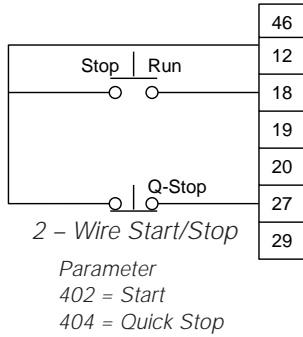 46
12
Stop Run
18
19
20
Q-Stop
27
2 – Wire Start/Stop
29
Parameter
402 = Start
404 = Quick Stop